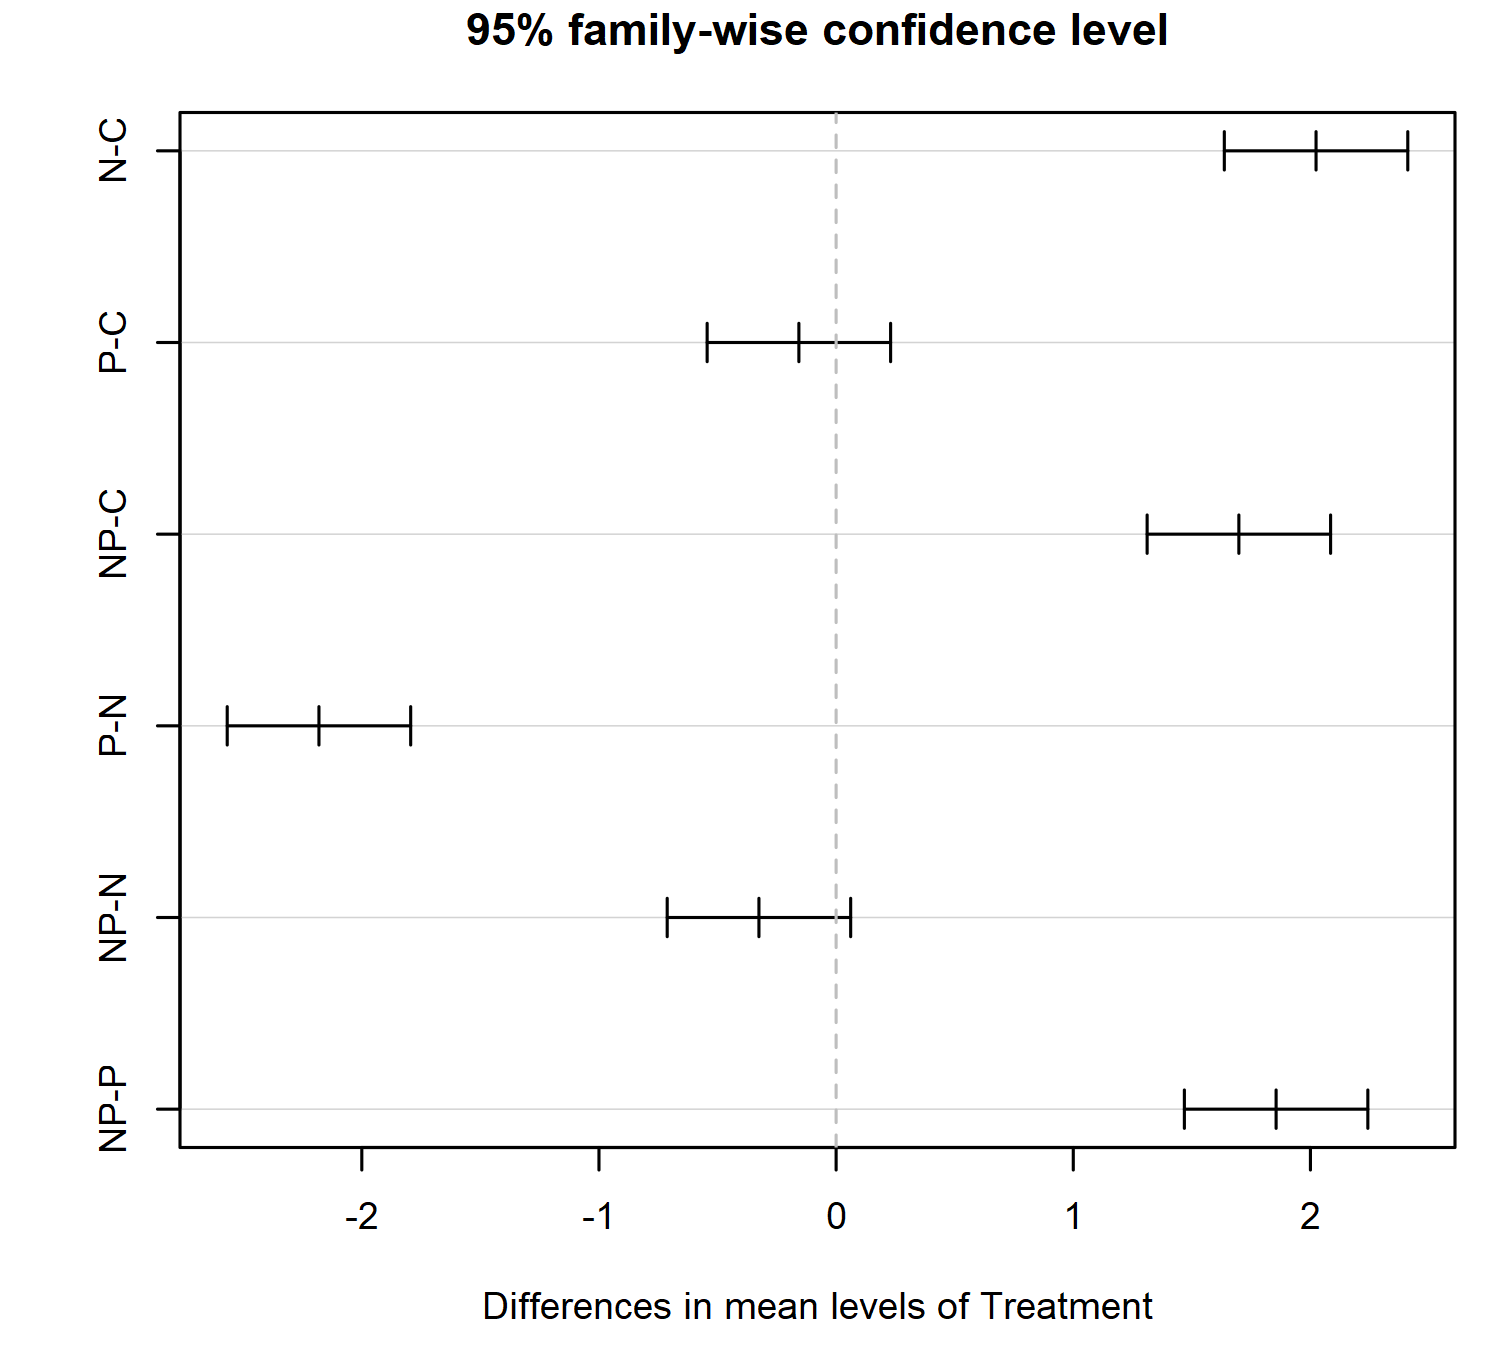 95% family-wise confidence level
N-C
P-C
NP-C
P-N
NP-N
NP-P
-2 -1 0 1 2
Differences in mean levels of Treatment